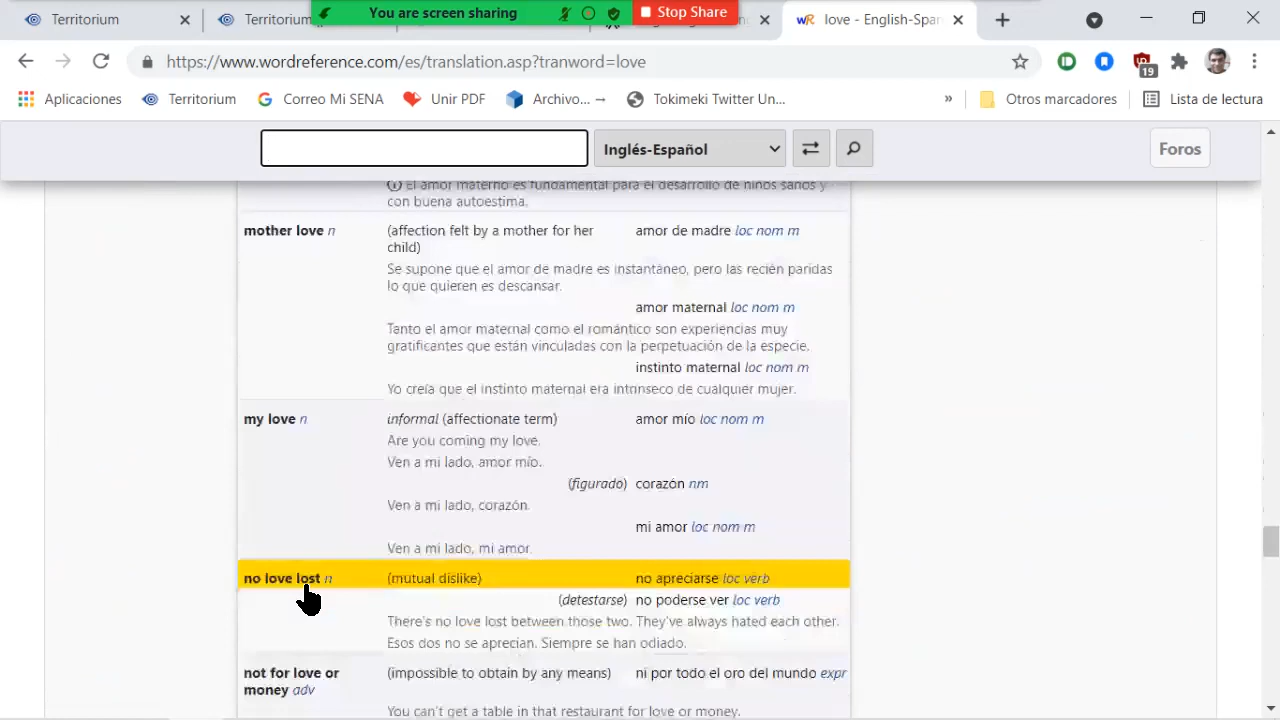 Territorium
Territorium
You are screen sharing
Stop Share
love - English-Spa
https://www.wordreference.com/es/translation.asp?tranword=love
19
Aplicaciones
Territorium
Correo Mi SENA
Unir PDF
Archivo... →
Tokimeki Twitter Un...
»
Otros marcadores
Lista de lectura
Inglés-Español
Foros
El amor materno es fundamental para el desarrollo de niños sanos y
con buena autoestima.
mother love n (affection felt by a mother for her amor de madre loc nom m
child)
Se supone que el amor de madre es instantáneo, pero las recién paridas
lo que quieren es descansar.
amor maternal loc nom m
Tanto el amor maternal como el romántico son experiencias muy
gratificantes que están vinculadas con la perpetuación de la especie.
instinto maternal loc nom m
Yo creía que el instinto maternal era intrínseco de cualquier mujer.
my love n informal (affectionate term) amor mío loc nom m
Are you coming my love.
Ven a mi lado, amor mío.
(figurado) corazón nm
Ven a mi lado, corazón.
mi amor loc nom m
Ven a mi lado, mi amor.
no love lost n (mutual dislike) no apreciarse loc verb
(detestarse) no poderse ver loc verb
There's no love lost between those two. They've always hated each other.
Esos dos no se aprecian. Siempre se han odiado.
not for love or (impossible to obtain by any means) ni por todo el oro del mundo expr
money adv
You can't get a table in that restaurant for love or money.